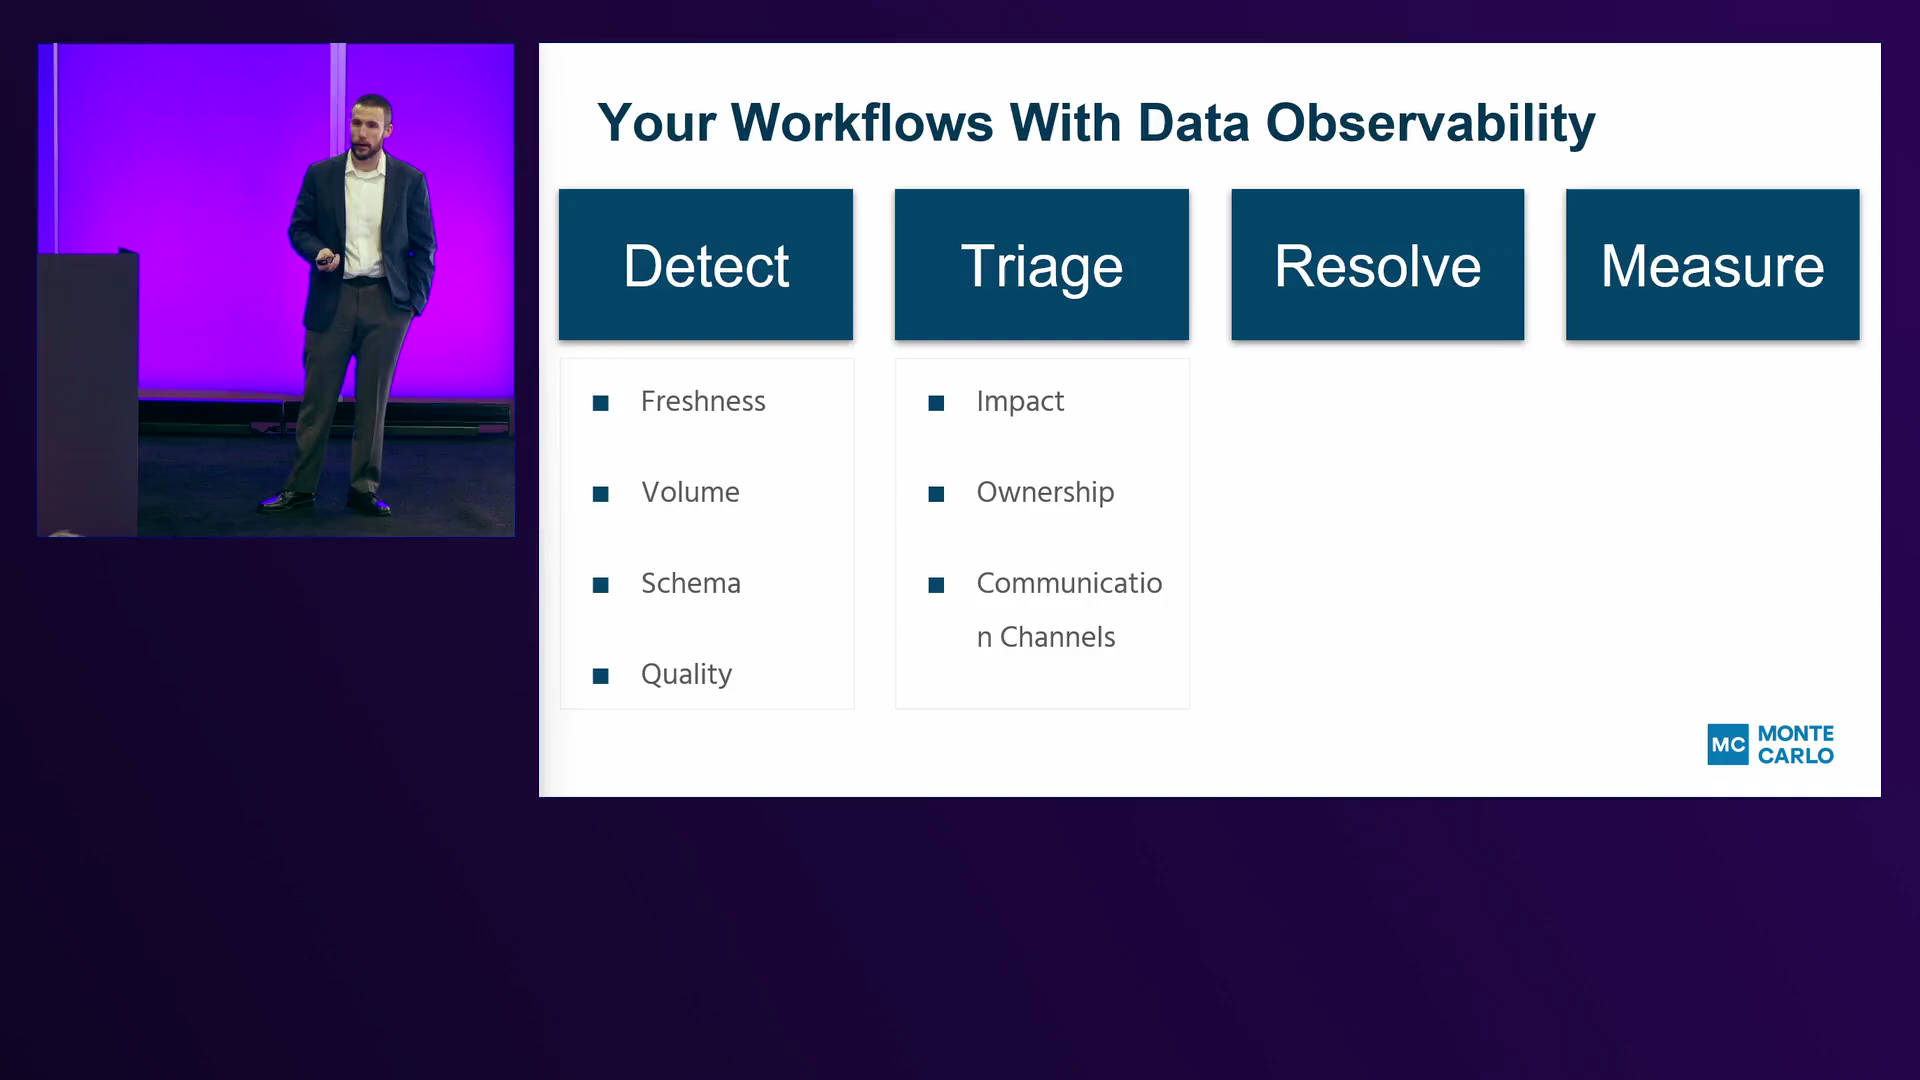 Your Workflows With Data Observability
Detect
Triage
Resolve
Measure
Freshness
Volume
Schema
Quality
Impact
Ownership
Communicatio
n Channels
MC MONTE
CARLO